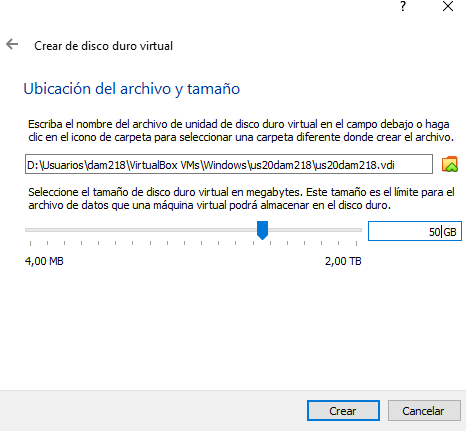 ?
Crear de disco duro virtual
Ubicación del archivo y tamaño
Escriba el nombre del archivo de unidad de disco duro virtual en el campo debajo o haga
clic en el icono de carpeta para seleccionar una carpeta diferente donde crear el archivo.
D:\Usuarios\dam218\VirtualBox VMs\Windows\us20dam218\us20dam218.vdi
Seleccione el tamaño de disco duro virtual en megabytes. Este tamaño es el límite para el
archivo de datos que una máquina virtual podrá almacenar en el disco duro.
50 GB
4,00 MB 2,00 TB
Crear Cancelar